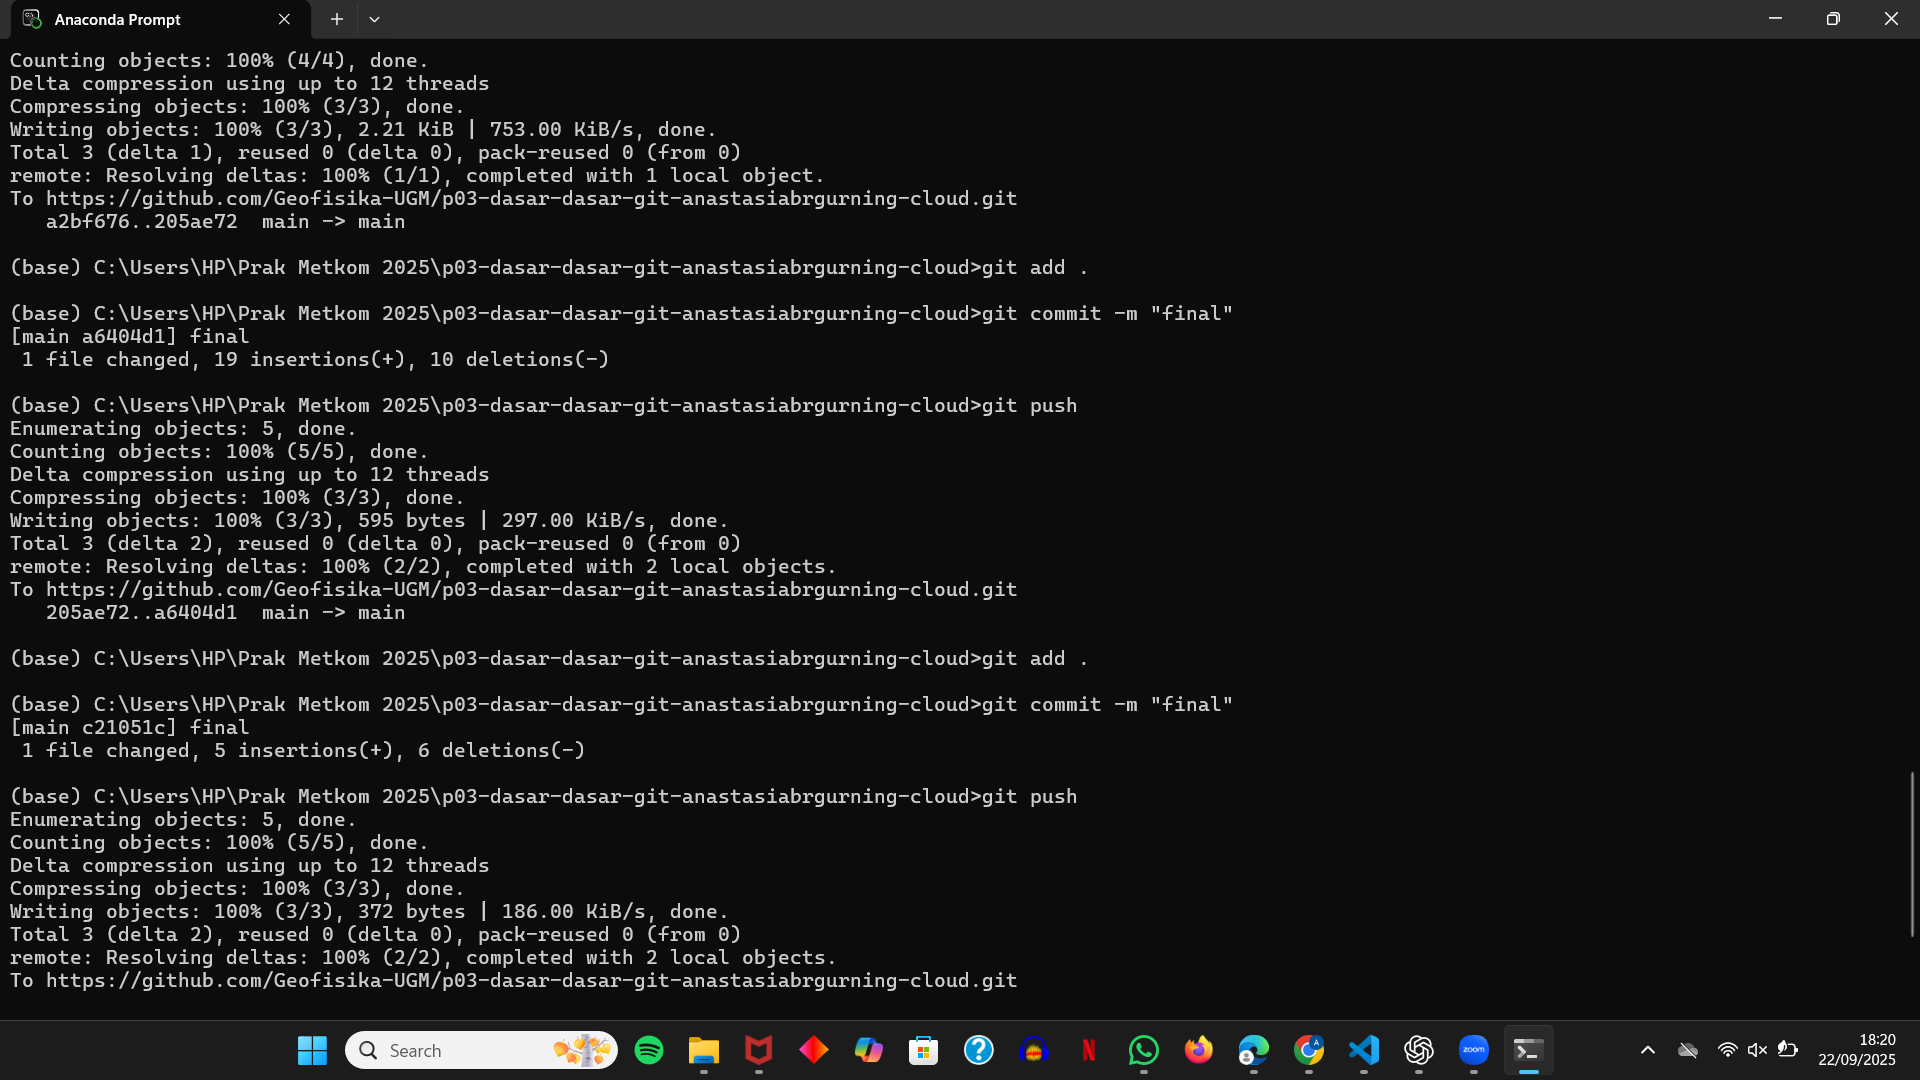 Anaconda Prompt
Counting objects: 100% (4/4), done.
Delta compression using up to 12 threads
Compressing objects: 100% (3/3), done.
Writing objects: 100% (3/3), 2.21 KiB | 753.00 KiB/s, done.
Total 3 (delta 1), reused 0 (delta 0), pack-reused 0 (from 0)
remote: Resolving deltas: 100% (1/1), completed with 1 local object.
To https://github.com/Geofisika-UGM/p03-dasar-dasar-git-anastasiabrgurning-cloud.git
   a2bf676..205ae72  main -> main
(base) C:\Users\HP\Prak Metkom 2025\p03-dasar-dasar-git-anastasiabrgurning-cloud>git add .
(base) C:\Users\HP\Prak Metkom 2025\p03-dasar-dasar-git-anastasiabrgurning-cloud>git commit -m "final"
[main a6404d1] final
 1 file changed, 19 insertions(+), 10 deletions(-)
(base) C:\Users\HP\Prak Metkom 2025\p03-dasar-dasar-git-anastasiabrgurning-cloud>git push
Enumerating objects: 5, done.
Counting objects: 100% (5/5), done.
Delta compression using up to 12 threads
Compressing objects: 100% (3/3), done.
Writing objects: 100% (3/3), 595 bytes | 297.00 KiB/s, done.
Total 3 (delta 2), reused 0 (delta 0), pack-reused 0 (from 0)
remote: Resolving deltas: 100% (2/2), completed with 2 local objects.
To https://github.com/Geofisika-UGM/p03-dasar-dasar-git-anastasiabrgurning-cloud.git
   205ae72..a6404d1  main -> main
(base) C:\Users\HP\Prak Metkom 2025\p03-dasar-dasar-git-anastasiabrgurning-cloud>git add .
(base) C:\Users\HP\Prak Metkom 2025\p03-dasar-dasar-git-anastasiabrgurning-cloud>git commit -m "final"
[main c21051c] final
 1 file changed, 5 insertions(+), 6 deletions(-)
(base) C:\Users\HP\Prak Metkom 2025\p03-dasar-dasar-git-anastasiabrgurning-cloud>git push
Enumerating objects: 5, done.
Counting objects: 100% (5/5), done.
Delta compression using up to 12 threads
Compressing objects: 100% (3/3), done.
Writing objects: 100% (3/3), 372 bytes | 186.00 KiB/s, done.
Total 3 (delta 2), reused 0 (delta 0), pack-reused 0 (from 0)
remote: Resolving deltas: 100% (2/2), completed with 2 local objects.
To https://github.com/Geofisika-UGM/p03-dasar-dasar-git-anastasiabrgurning-cloud.git
Search
zoom
18:20
22/09/2025